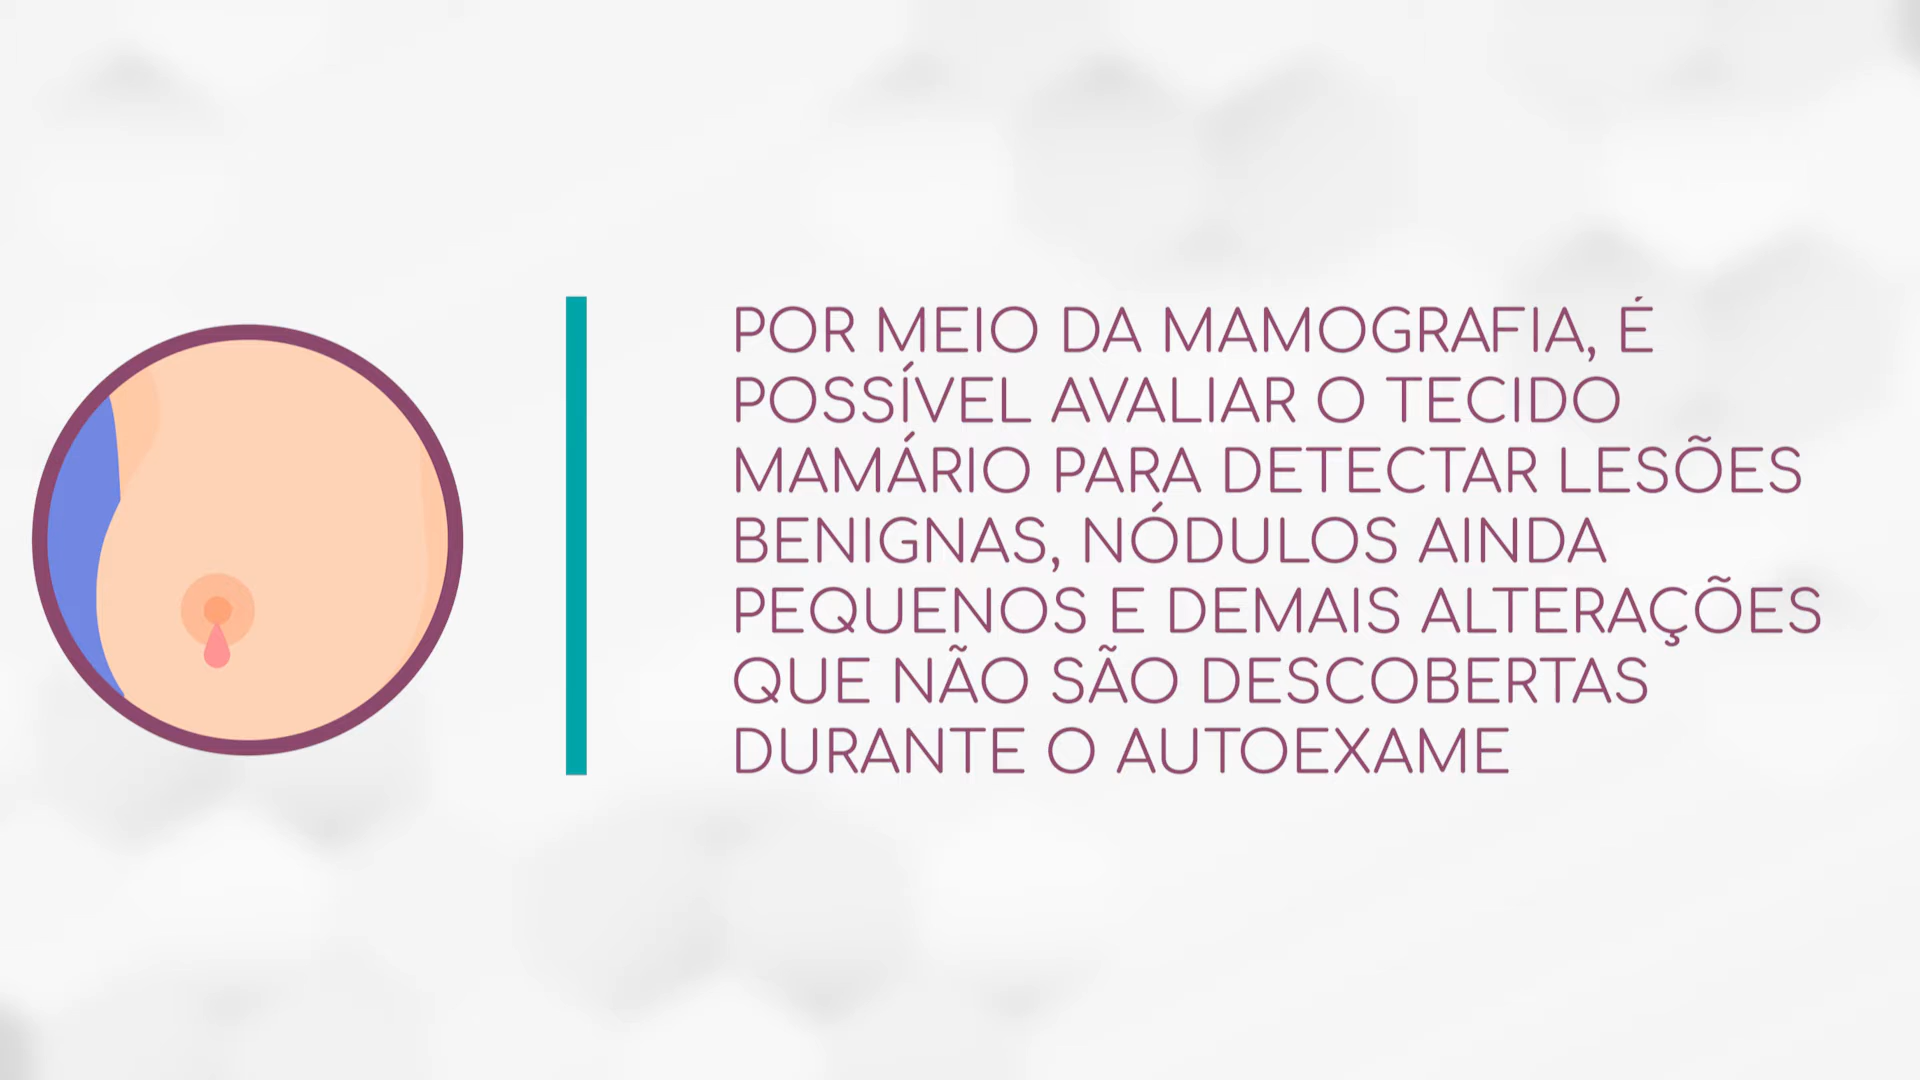 POR MEIO DA MAMOGRAFIA, É
POSSÍVEL AVALIAR O TECIDO
MAMÁRIO PARA DETECTAR LESÕES
BENIGNAS, NÓDULOS AINDA
PEQUENOS E DEMAIS ALTERAÇÕES
QUE NÃO SÃO DESCOBERTAS
DURANTE O AUTOEXAME